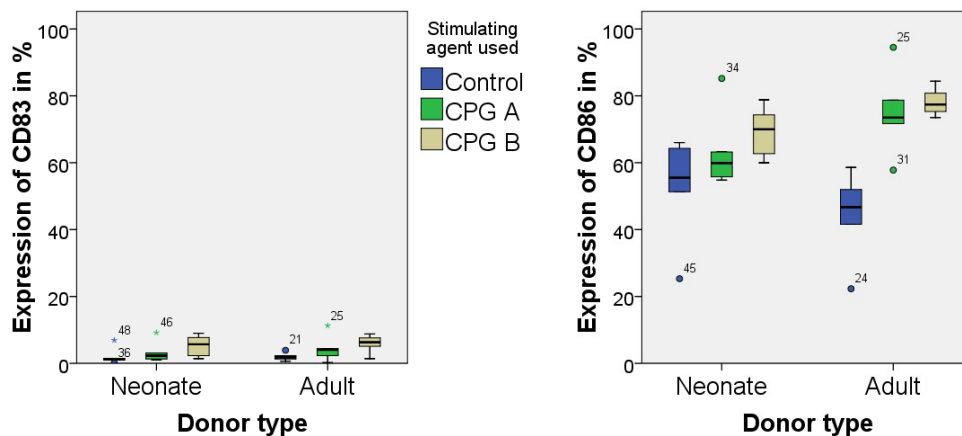 Expression of CD83 in %
100
80
60
40
20
0
48
36
46
21
25
Neonate
Adult
Donor type
Stimulating
agent used
Control
CPG A
CPG B
Expression of CD86 in %
100
80
60
40
20
0
45
34
24
25
31
Neonate
Adult
Donor type